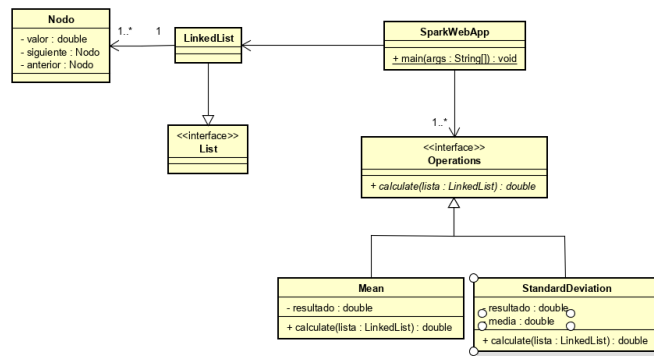 Nodo
- valor : double
- siguiente : Nodo
- anterior : Nodo
1..*
1
LinkedList
SparkWebApp
+ main(args : String[]) : void
<<interface>>
List
1..*
<<interface>>
Operations
+ calculate(lista : LinkedList) : double
Mean
- resultado : double
+ calculate(lista : LinkedList) : double
StandardDeviation
- resultado : double
- media : double
+ calculate(lista : LinkedList) : double